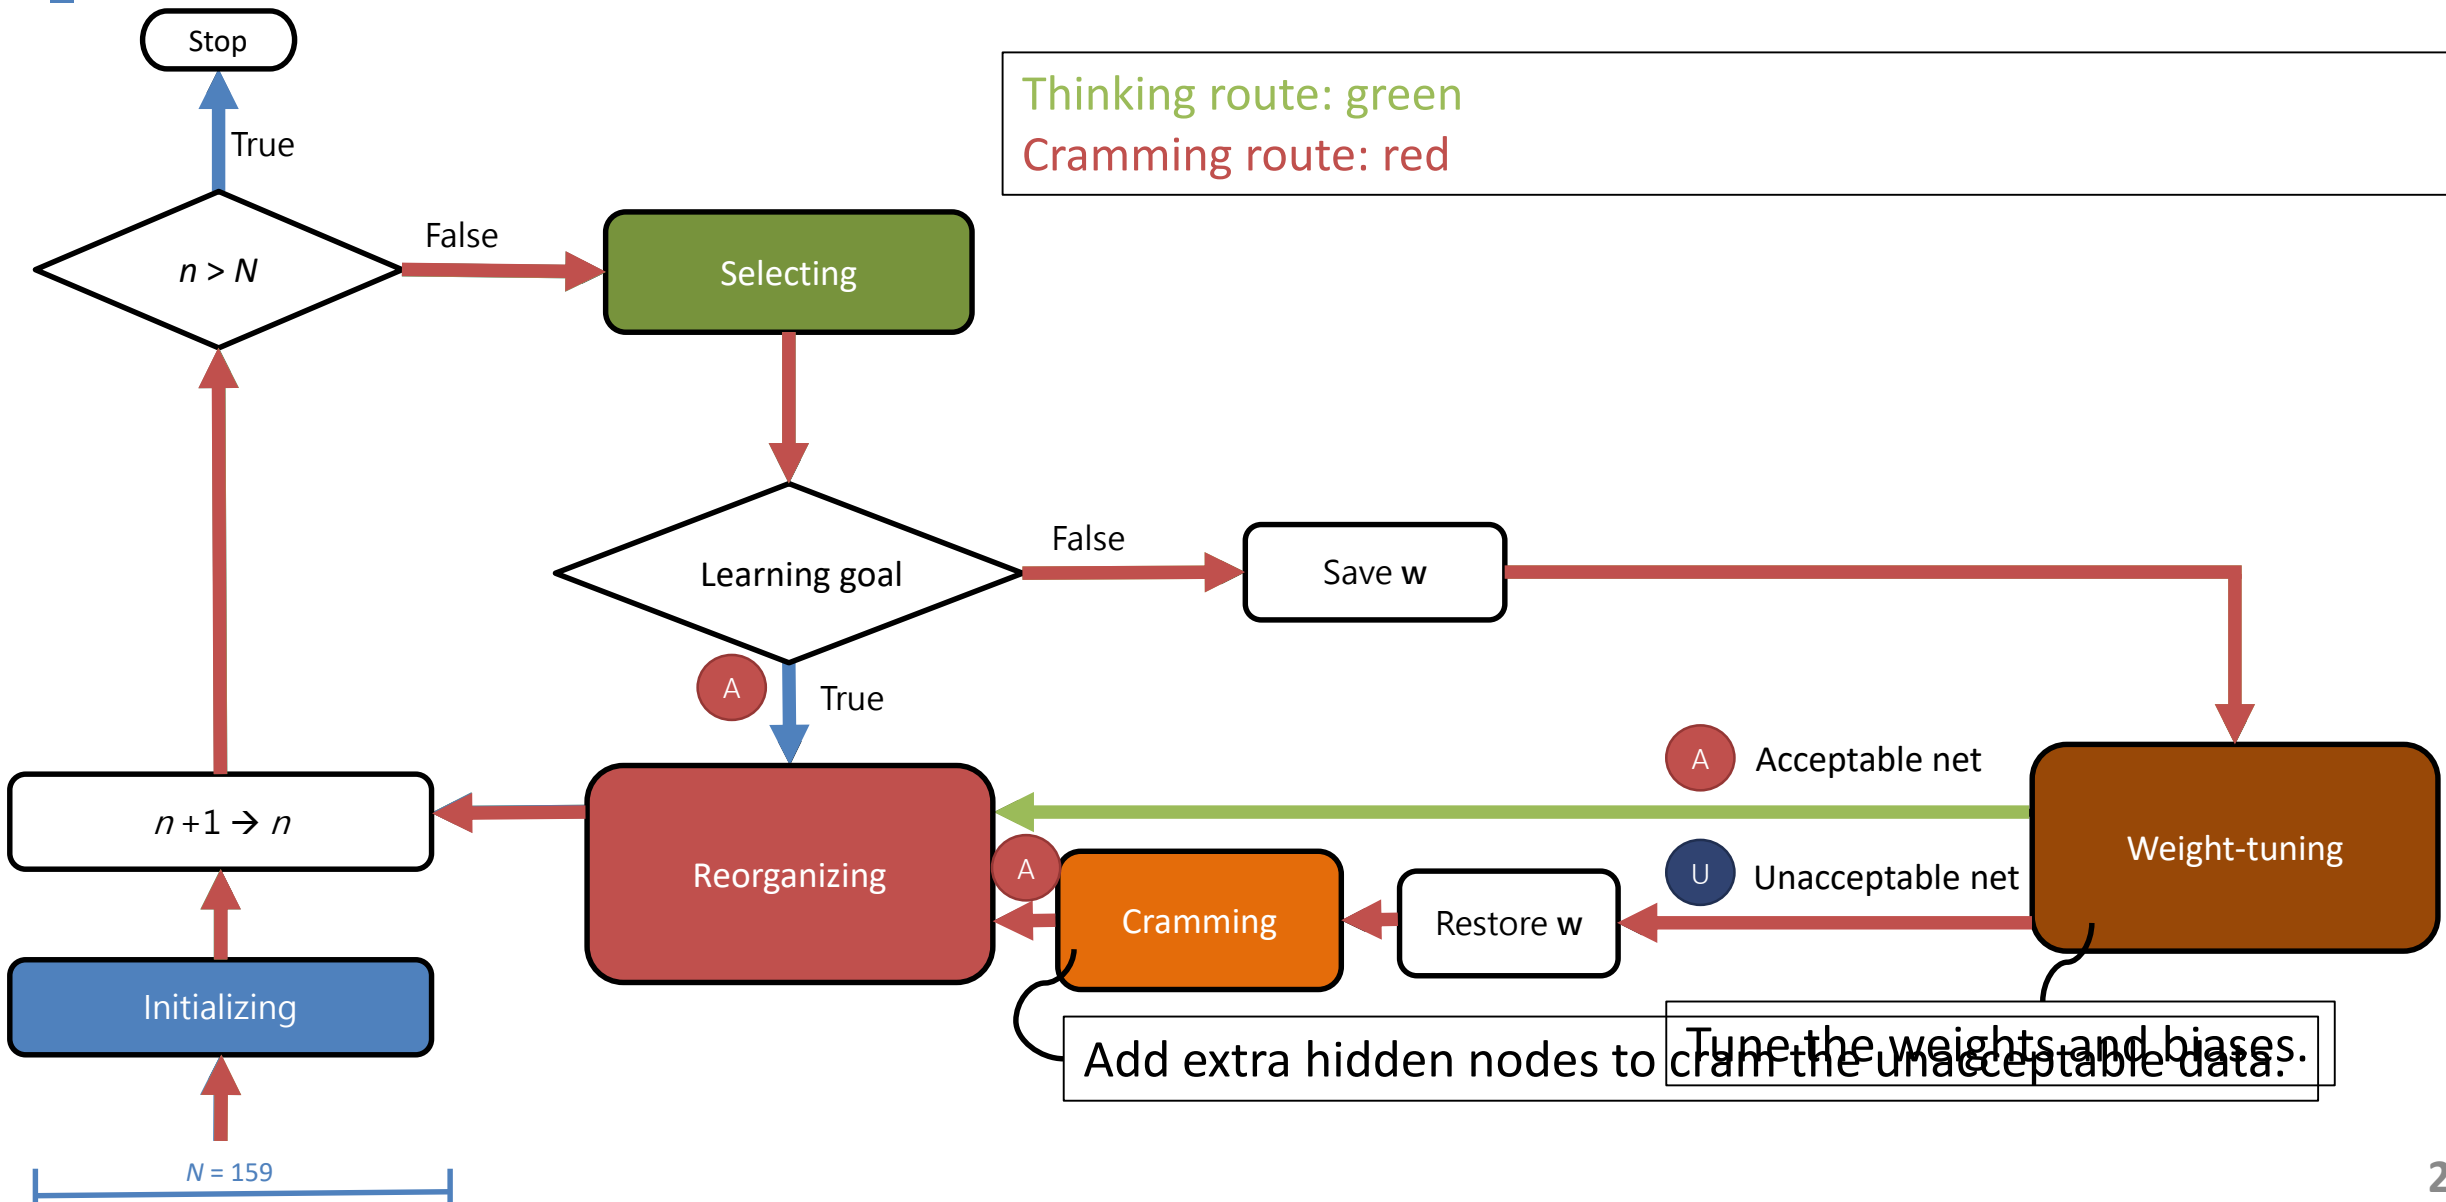 Stop
True
Thinking route: green
Cramming route: red
n > N
False
Selecting
Learning goal
False
Save w
A
True
A
Acceptable net
n +1 → n
Reorganizing
A
Cramming
Restore w
U
Unacceptable net
Weight-tuning
Initializing
Add extra hidden nodes to cram the unacceptable data.
Tune the weights and biases.
N = 159
2